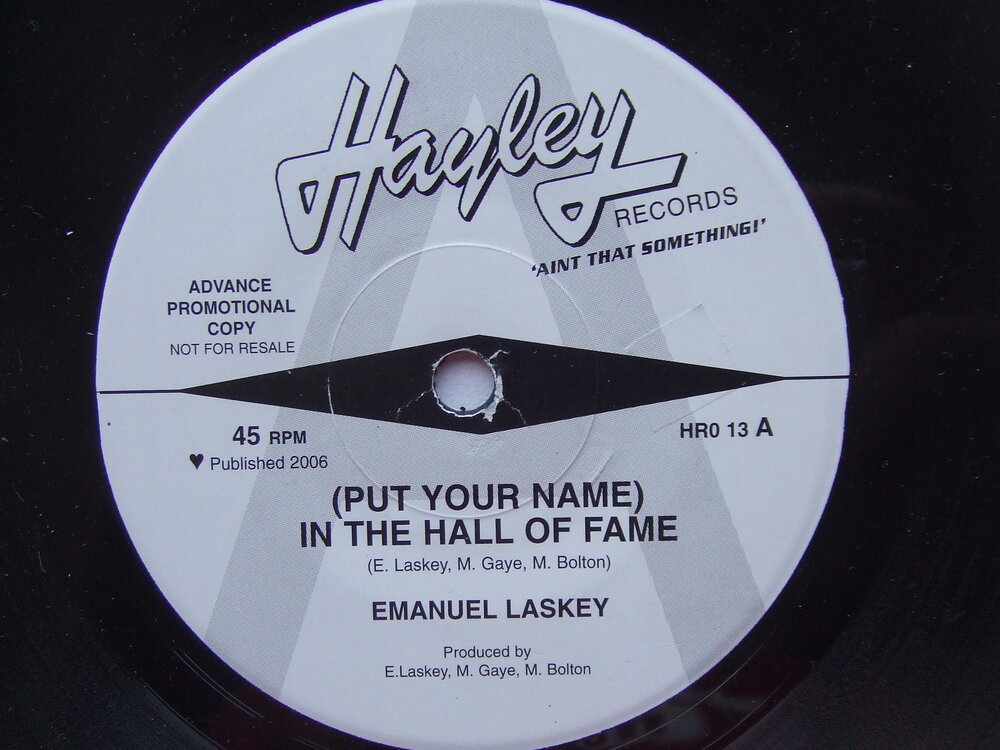 Hayley
RECORDS
'AINT THAT SOMETHING!'
ADVANCE
PROMOTIONAL
COPY
NOT FOR RESALE
45 RPM
♥ Published 2006
HR0 13 A
(PUT YOUR NAME)
IN THE HALL OF FAME
(E. Laskey, M. Gaye, M. Bolton)
EMANUEL LASKEY
Produced by
E.Laskey, M. Gaye, M. Bolton